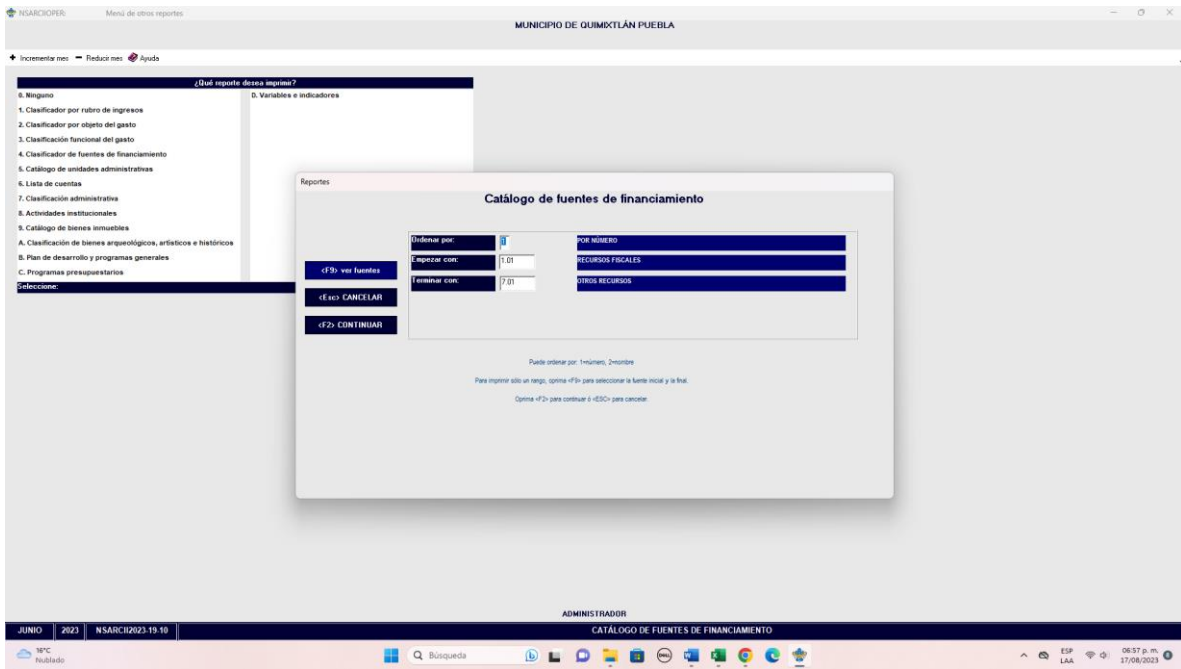 NSARCIIOPER: Menú de otros reportes
MUNICIPIO DE QUIMIXTLÁN PUEBLA
Incrementar mes Reducir mes Ayuda
¿Qué reporte desea imprimir?
0. Ninguno
1. Clasificador por rubro de ingresos
2. Clasificador por objeto del gasto
3. Clasificación funcional del gasto
4. Clasificador de fuentes de financiamiento
5. Catálogo de unidades administrativas
6. Lista de cuentas
7. Clasificación administrativa
8. Actividades institucionales
9. Catálogo de bienes inmuebles
A. Clasificación de bienes arqueológicos, artísticos e históricos
B. Plan de desarrollo y programas generales
C. Programas presupuestarios
D. Variables e indicadores
Seleccione:
Reportes
Catálogo de fuentes de financiamiento
Ordenar por: 1 POR NÚMERO
Empezar con: 1.01 RECURSOS FISCALES
Terminar con: 7.01 OTROS RECURSOS
<F9> ver fuentes
<Esc> CANCELAR
<F2> CONTINUAR
Puede ordenar por: 1=número, 2=nombre
Para imprimir sólo un rango, oprima <F9> para seleccionar la fuente inicial y la final.
Oprima <F2> para continuar ó <ESC> para cancelar.
ADMINISTRADOR
JUNIO 2023 NSARCII2023-19-10 CATÁLOGO DE FUENTES DE FINANCIAMIENTO
16°C
Nublado
Búsqueda
ESP
LAA
06:57 p. m.
17/08/2023